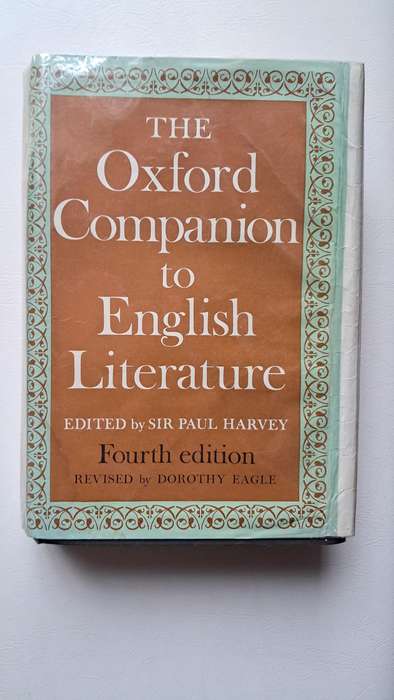 THE
Oxford
Companion
to
English
Literature
EDITED by SIR PAUL HARVEY
Fourth edition
REVISED by DOROTHY EAGLE